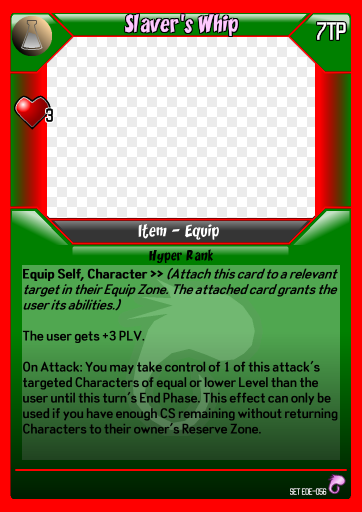 Slaver's Whip
7TP
3
Item - Equip
Hyper Rank
Equip Self, Character >> (Attach this card to a relevant
target in their Equip Zone. The attached card grants the
user its abilities.)
The user gets +3 PLV.
On Attack: You may take control of 1 of this attack's
targeted Characters of equal or lower Level than the
user until this turn's End Phase. This effect can only be
used if you have enough CS remaining without returning
Characters to their owner's Reserve Zone.
SET EOE-056